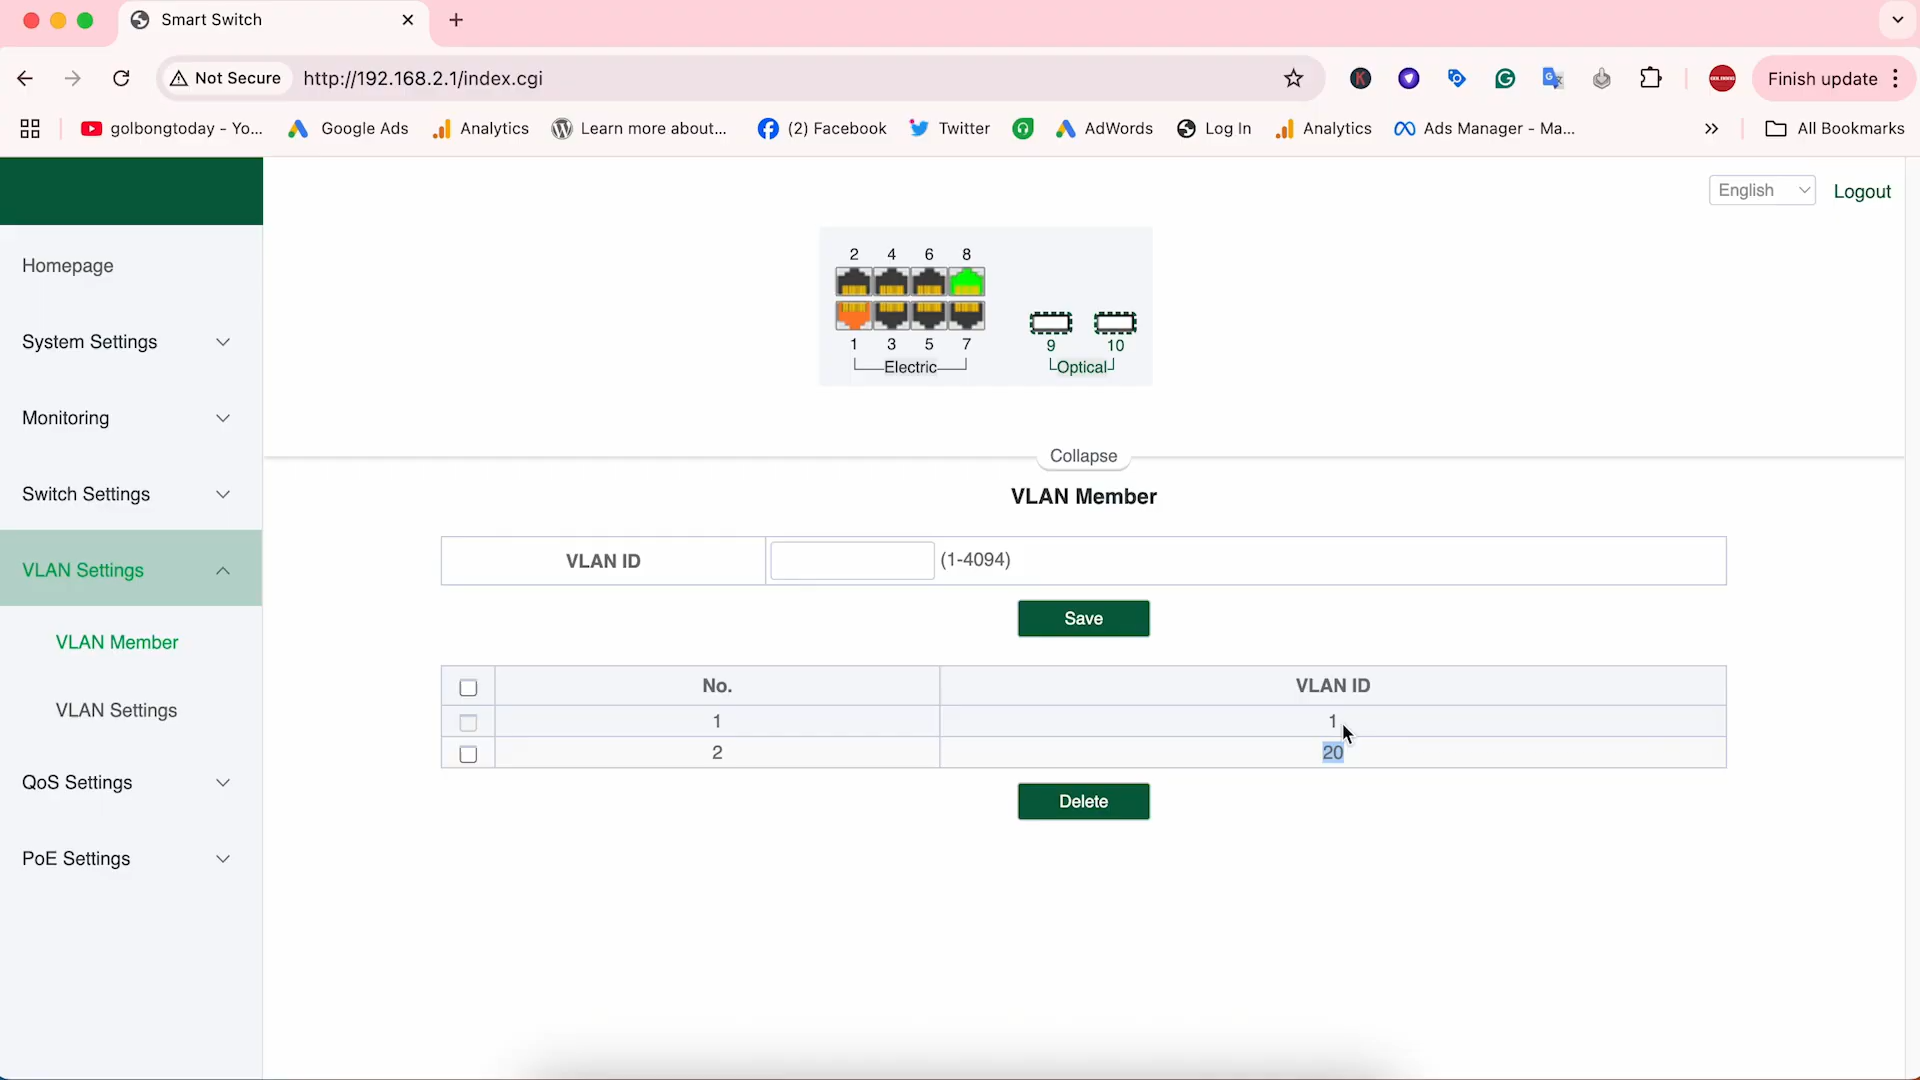 Smart Switch
Not Secure
http://192.168.2.1/index.cgi
Finish update
golbongtoday - Yo...
Google Ads
Analytics
Learn more about...
(2) Facebook
Twitter
AdWords
Log In
Analytics
Ads Manager - Ma...
All Bookmarks
English
Logout
Homepage
System Settings
Monitoring
Switch Settings
VLAN Settings
VLAN Member
VLAN Settings
QoS Settings
PoE Settings
2 4 6 8
1 3 5 7
9 10
Electric
Optical
Collapse
VLAN Member
VLAN ID
(1-4094)
Save
No. VLAN ID
1 1
2 20
Delete